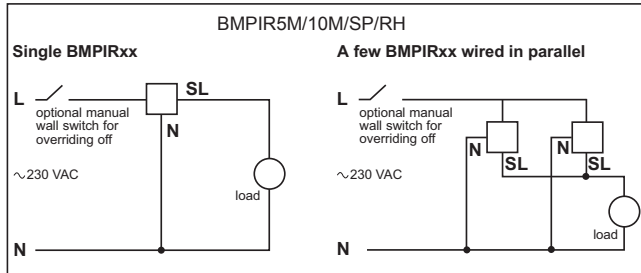 BMPIR5M/10M/SP/RH
Single BMPIRxx
L
SL
optional manual
wall switch for
overriding off
N
~230 VAC
load
N
A few BMPIRxx wired in parallel
L
optional manual
wall switch for
overriding off
N
SL
N
SL
~230 VAC
load
N